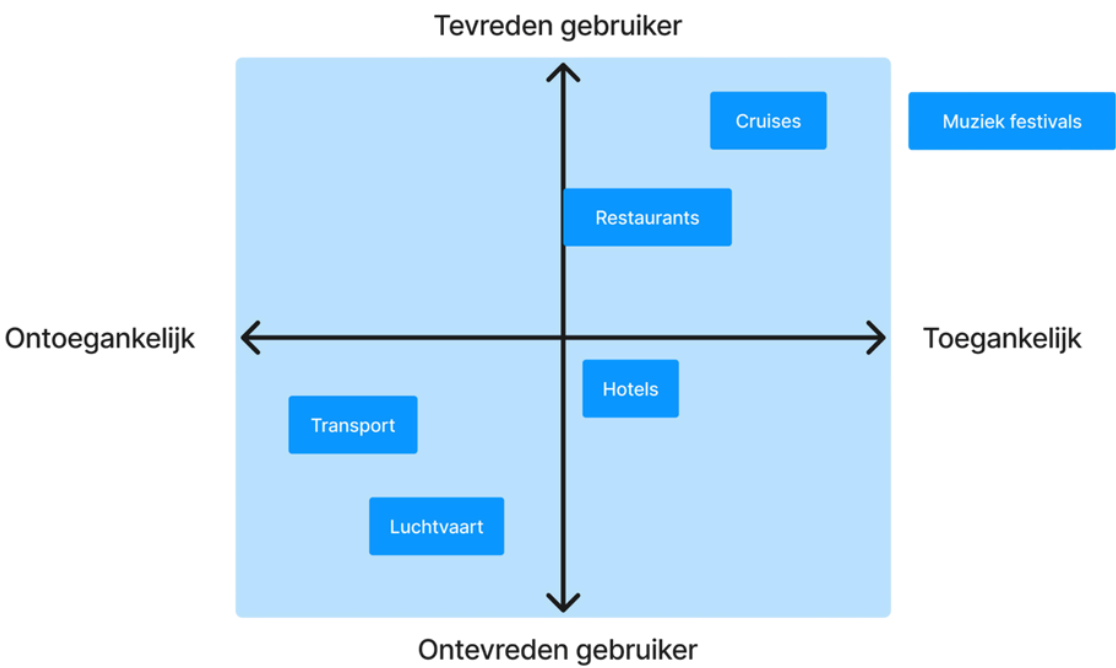 Tevreden gebruiker
Cruises
Muziek festivals
Restaurants
Ontoegankelijk
Toegankelijk
Hotels
Transport
Luchtvaart
Ontevreden gebruiker